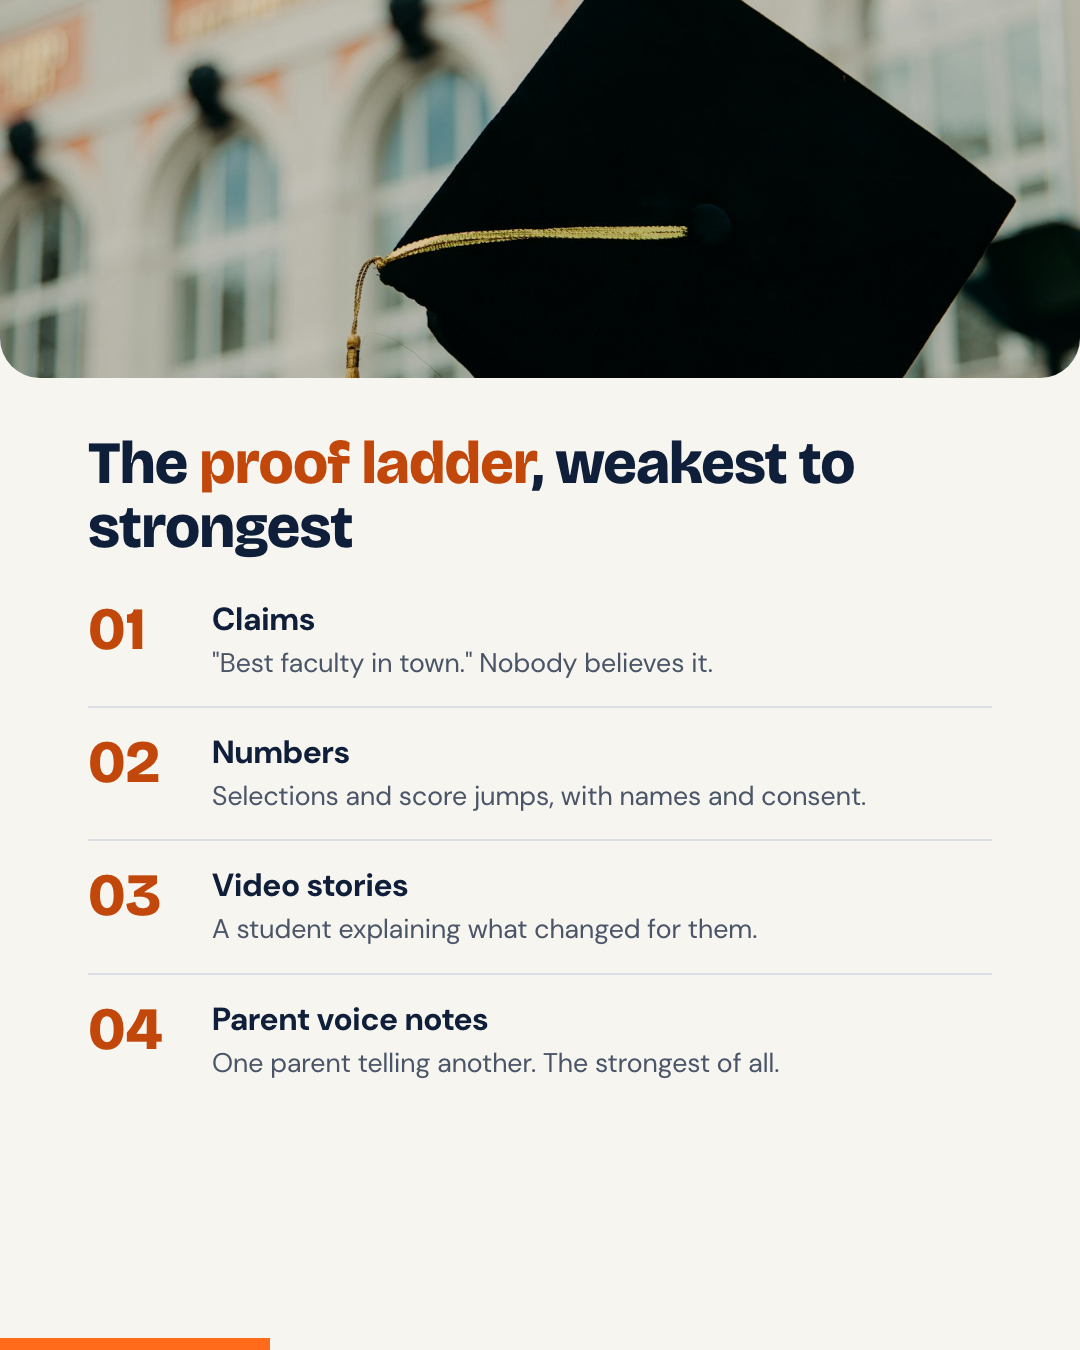 The proof ladder, weakest to
strongest
01
Claims
"Best faculty in town." Nobody believes it.
02
Numbers
Selections and score jumps, with names and consent.
03
Video stories
A student explaining what changed for them.
04
Parent voice notes
One parent telling another. The strongest of all.